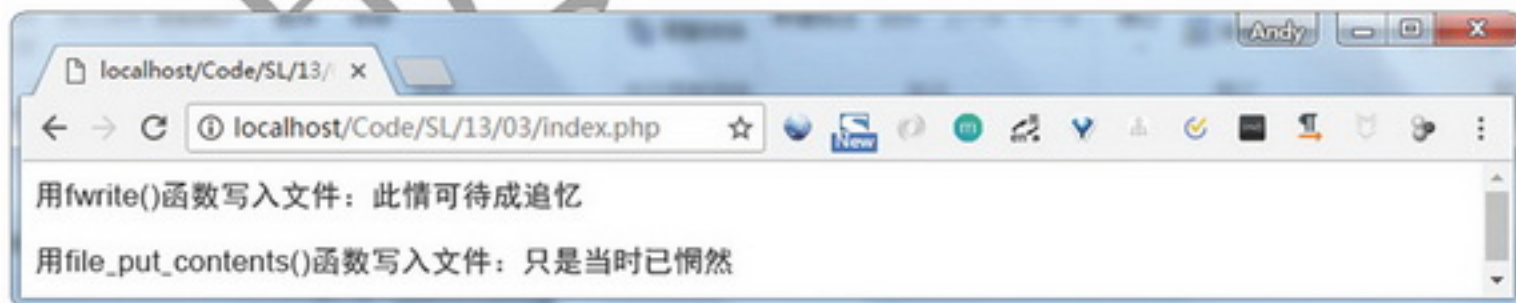 Andy
localhost/Code/SL/13/
localhost/Code/SL/13/03/index.php
New
m
用fwrite()函数写入文件：此情可待成追忆
用file_put_contents()函数写入文件：只是当时已惘然